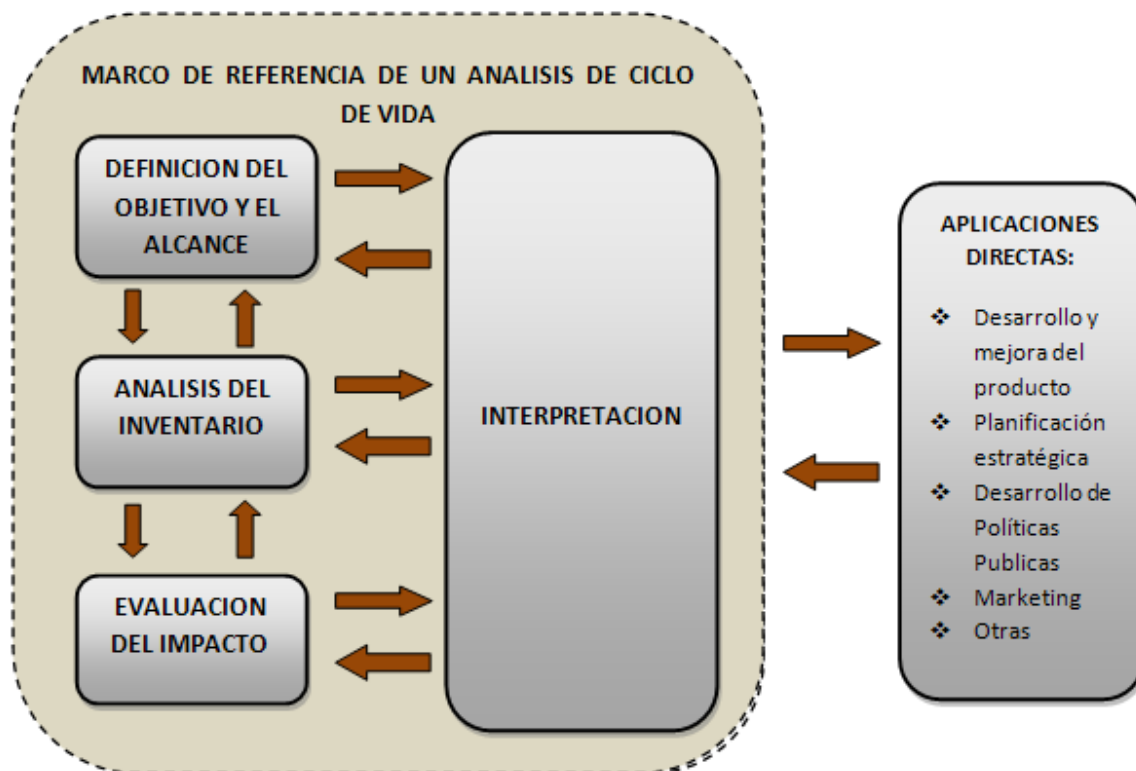 MARCO DE REFERENCIA DE UN ANALISIS DE CICLO
DE VIDA
DEFINICION DEL
OBJETIVO Y EL
ALCANCE
ANALISIS DEL
INVENTARIO
EVALUACION
DEL IMPACTO
INTERPRETACION
APLICACIONES
DIRECTAS:
❖ Desarrollo y
mejora del
producto
❖ Planificación
estratégica
❖ Desarrollo de
Políticas
Publicas
❖ Marketing
❖ Otras